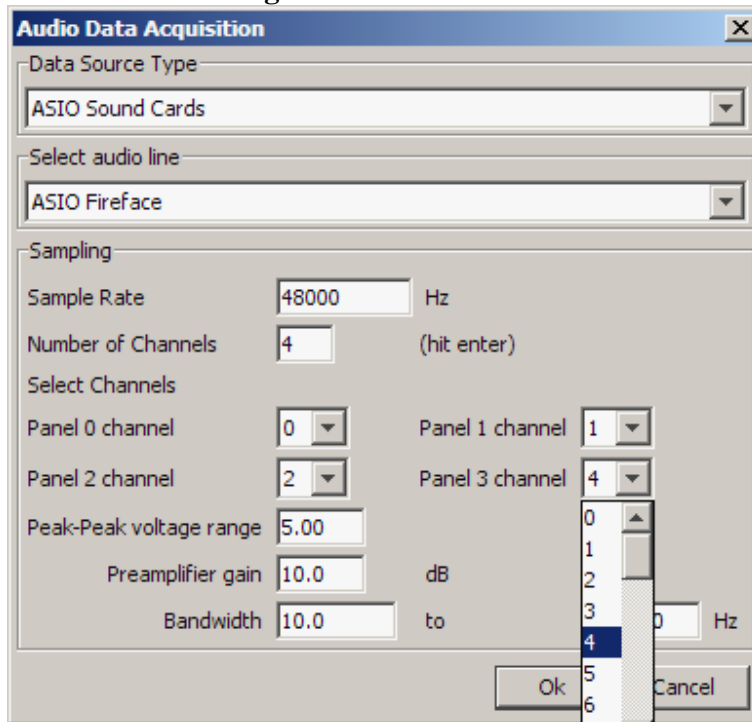 Audio Data Acquisition
Data Source Type
ASIO Sound Cards
Select audio line
ASIO Fireface
Sampling
Sample Rate 48000 Hz
Number of Channels 4 (hit enter)
Select Channels
Panel 0 channel 0 Panel 1 channel 1
Panel 2 channel 2 Panel 3 channel 4
Peak-Peak voltage range 5.00
Preamplifier gain 10.0 dB
Bandwidth 10.0 to Hz
0
1
2
3
4
5
6
Ok Cancel